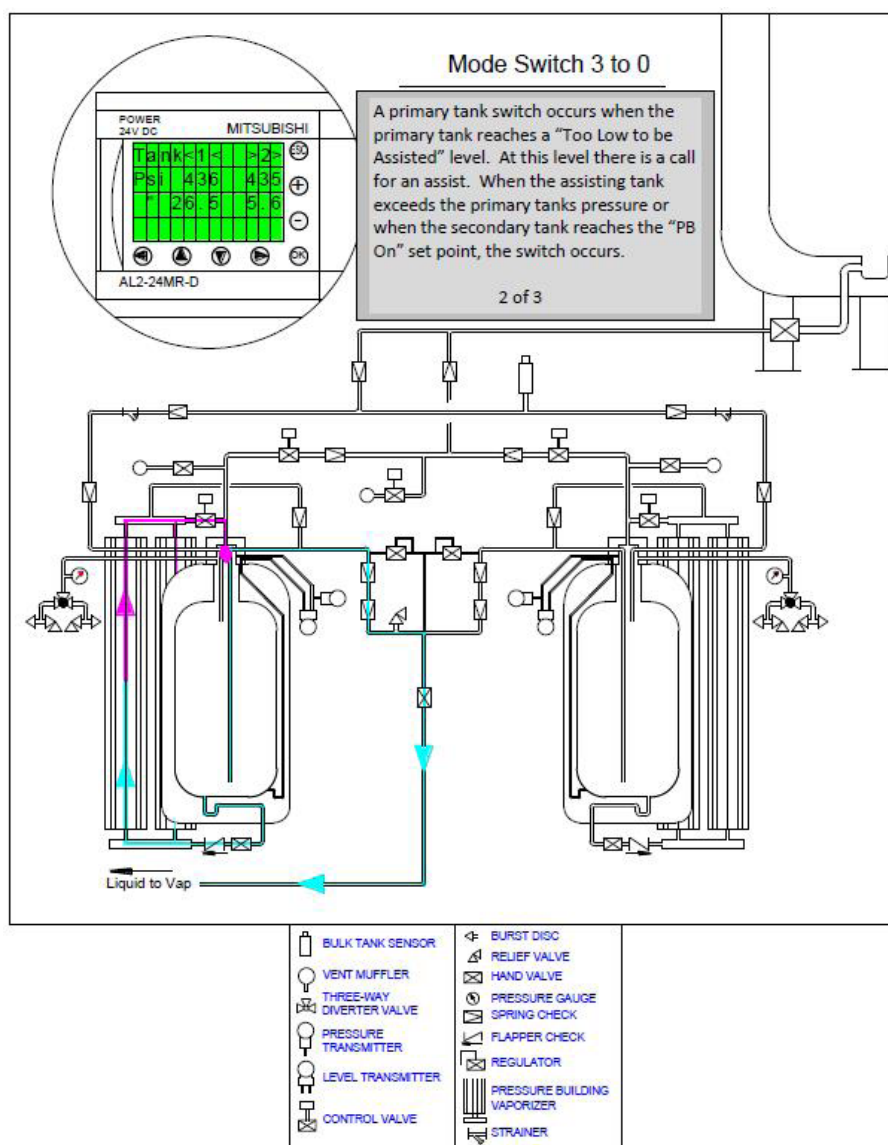 Mode Switch 3 to 0
POWER
24V DC
MITSUBISHI
Tank<1< >2>
Psi 436 435
" 26.5 5.6
ESC
OK
AL2-24MR-D
A primary tank switch occurs when the
primary tank reaches a “Too Low to be
Assisted” level. At this level there is a call
for an assist. When the assisting tank
exceeds the primary tanks pressure or
when the secondary tank reaches the “PB
On” set point, the switch occurs.
2 of 3
Liquid to Vap
BULK TANK SENSOR
VENT MUFFLER
THREE-WAY
DIVERTER VALVE
PRESSURE
TRANSMITTER
LEVEL TRANSMITTER
CONTROL VALVE
BURST DISC
RELIEF VALVE
HAND VALVE
PRESSURE GAUGE
SPRING CHECK
FLAPPER CHECK
REGULATOR
PRESSURE BUILDING
VAPORIZER
STRAINER